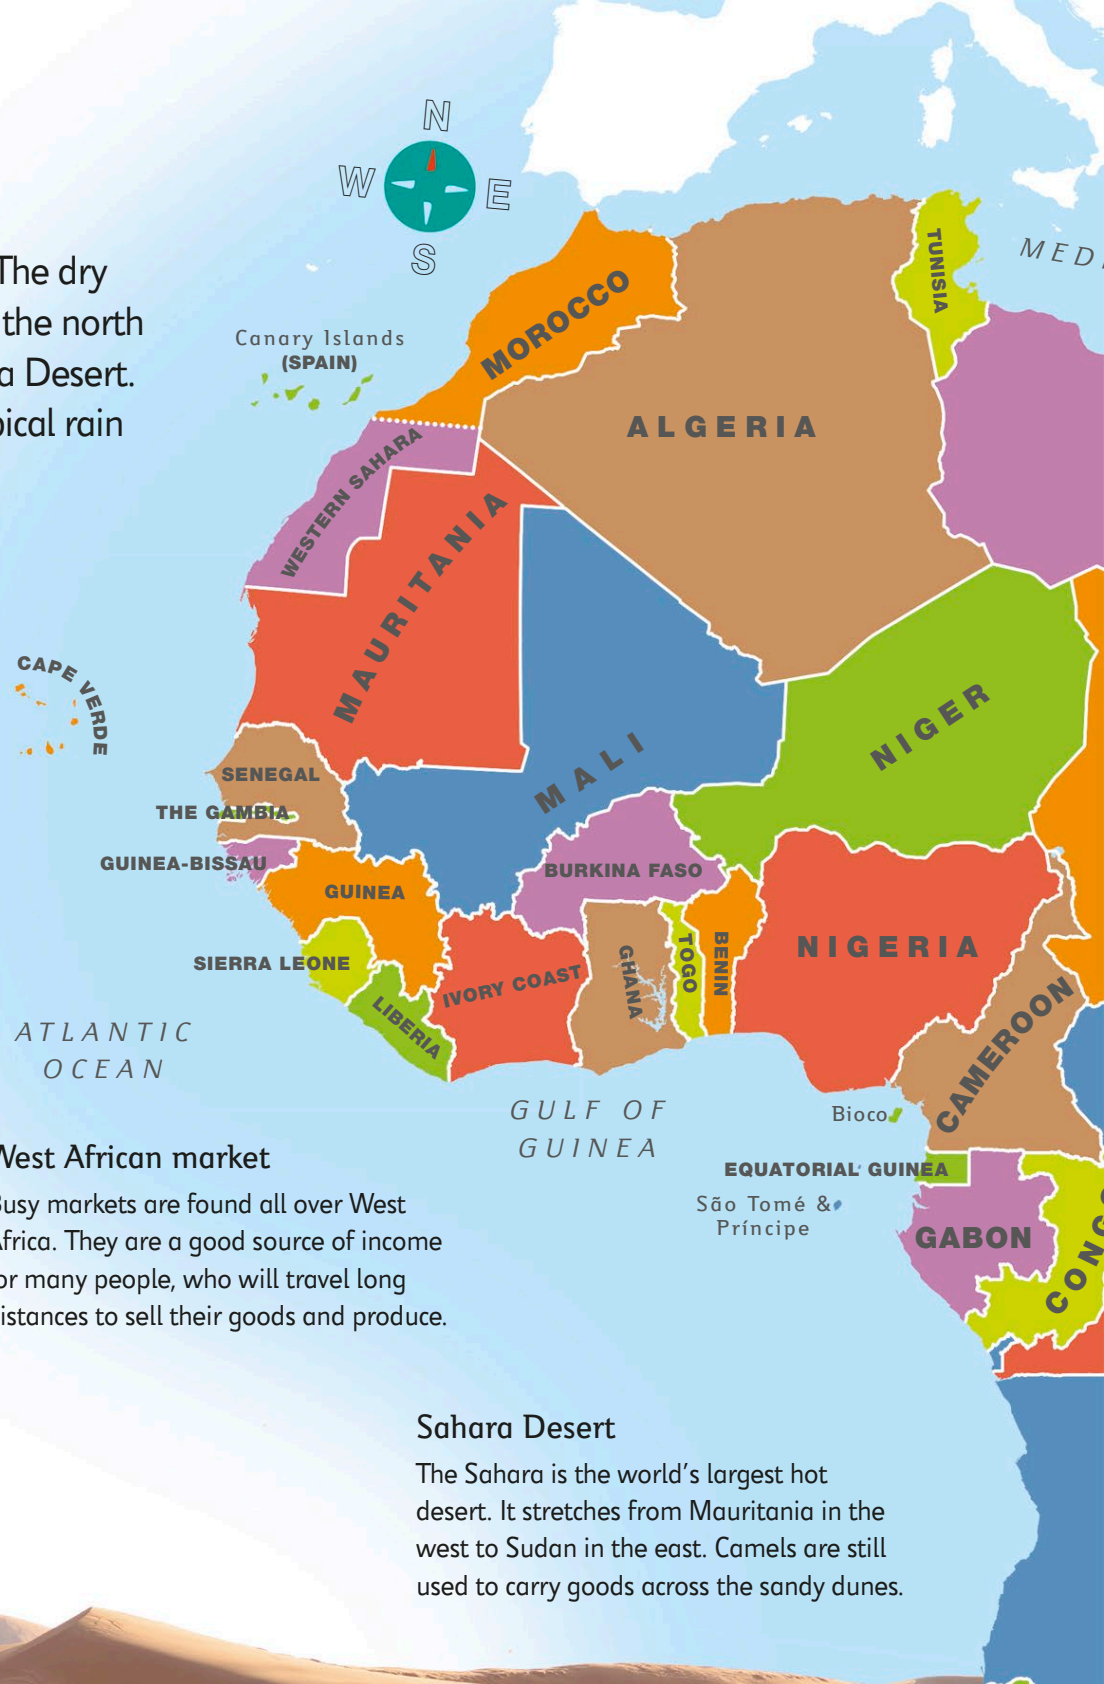 N
W
E
S
The dry
the north
a Desert.
pical rain
MED
TUNISIA
MOROCCO
Canary Islands
(SPAIN)
ALGERIA
WESTERN SAHARA
MAURITANIA
CAPE VERDE
NIGER
MALI
SENEGAL
THE GAMBIA
GUINEA-BISSAU
BURKINA FASO
GUINEA
NIGERIA
SIERRA LEONE
GHANA
TOGO
BENIN
IVORY COAST
LIBERIA
CAMEROON
ATLANTIC
OCEAN
GULF OF
GUINEA
Bioco
EQUATORIAL GUINEA
São Tomé &
Príncipe
GABON
CONG
West African market
Busy markets are found all over West
Africa. They are a good source of income
for many people, who will travel long
distances to sell their goods and produce.
Sahara Desert
The Sahara is the world's largest hot
desert. It stretches from Mauritania in the
west to Sudan in the east. Camels are still
used to carry goods across the sandy dunes.